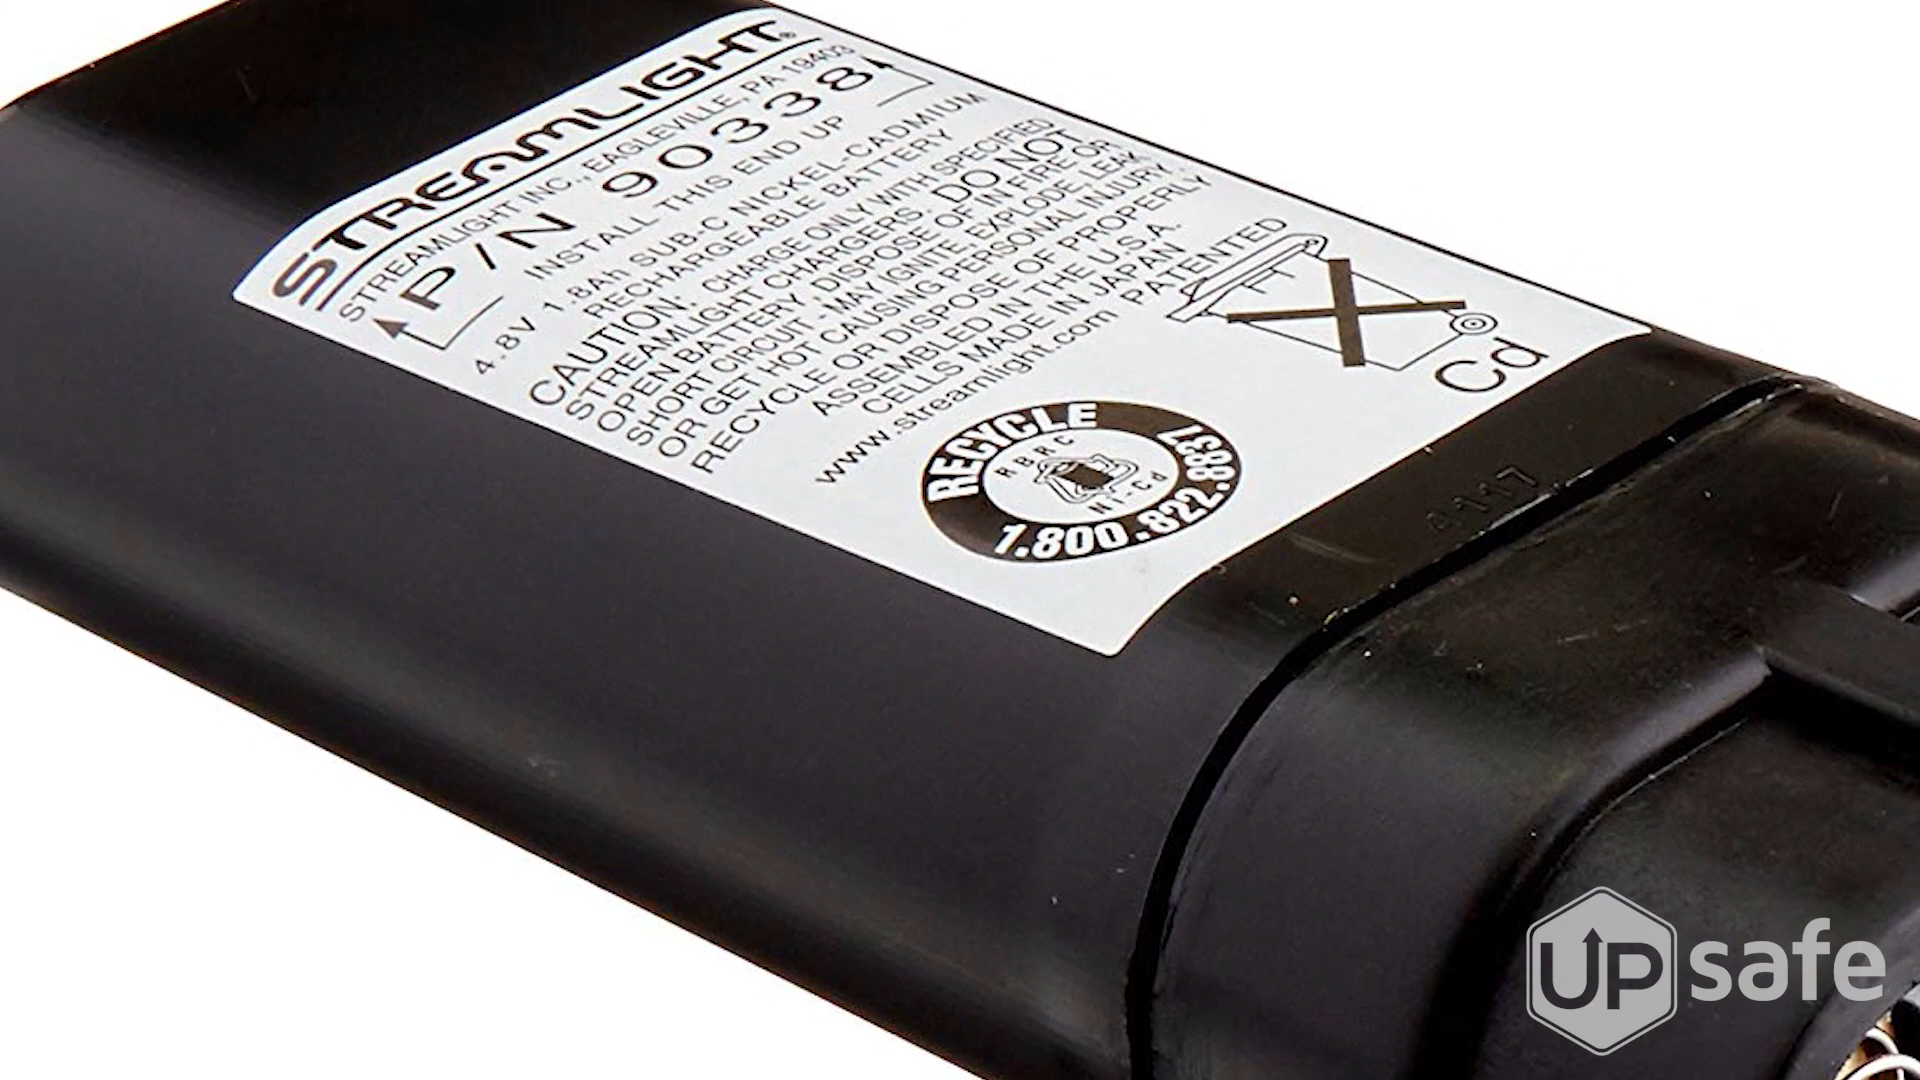 STREAMLIGHT®
STREAMLIGHT INC., EAGLEVILLE, PA 19403
P/N 90338
INSTALL THIS END UP
4.8V 1.8Ah SUB-C NICKEL-CADMIUM
RECHARGEABLE BATTERY
CAUTION: CHARGE ONLY WITH SPECIFIED
STREAMLIGHT CHARGERS. DO NOT
OPEN BATTERY, DISPOSE OF IN FIRE OR
SHORT CIRCUIT - MAY IGNITE, EXPLODE, LEAK
OR GET HOT CAUSING PERSONAL INJURY.
RECYCLE OR DISPOSE OF PROPERLY
ASSEMBLED IN THE U.S.A.
CELLS MADE IN JAPAN
www.streamlight.com PATENTED
Cd
RECYCLE
RBRC
Ni-Cd
1.800.822.8837
UP safe